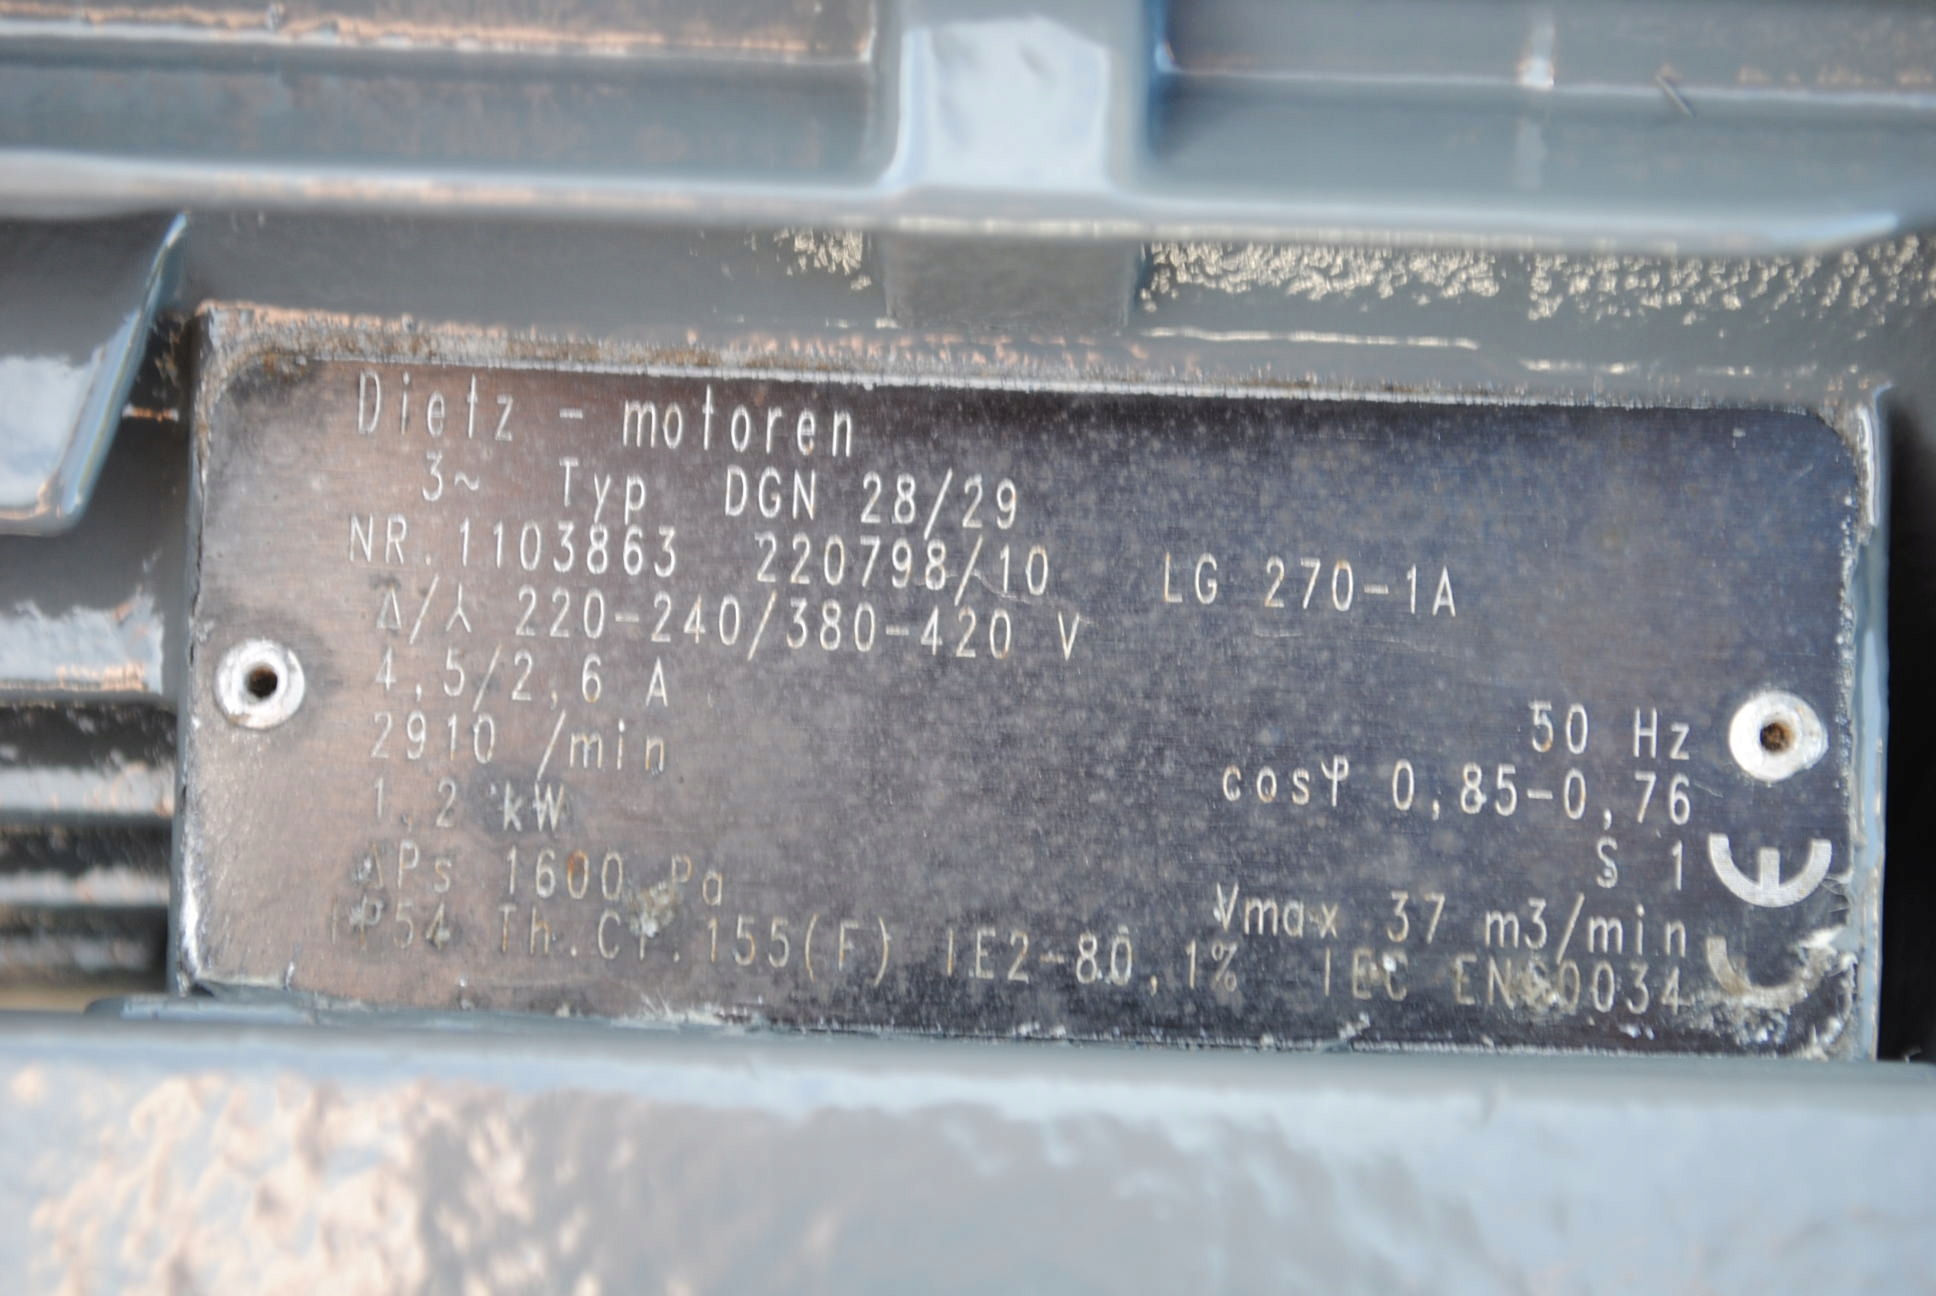 Dietz - motoren
3~ Typ DGN 28/29
NR. 1103863 220798/10 LG 270-1A
Δ/⅄ 220-240/380-420 V
4,5/2,6 A
2910 /min 50 Hz
1,2 kW cosφ 0,85-0,76
S 1 CE
ΔPs 1600 Pa Vmax 37 m3/min
IP54 Th.Cl.155(F) IE2-80,1% IEC EN60034